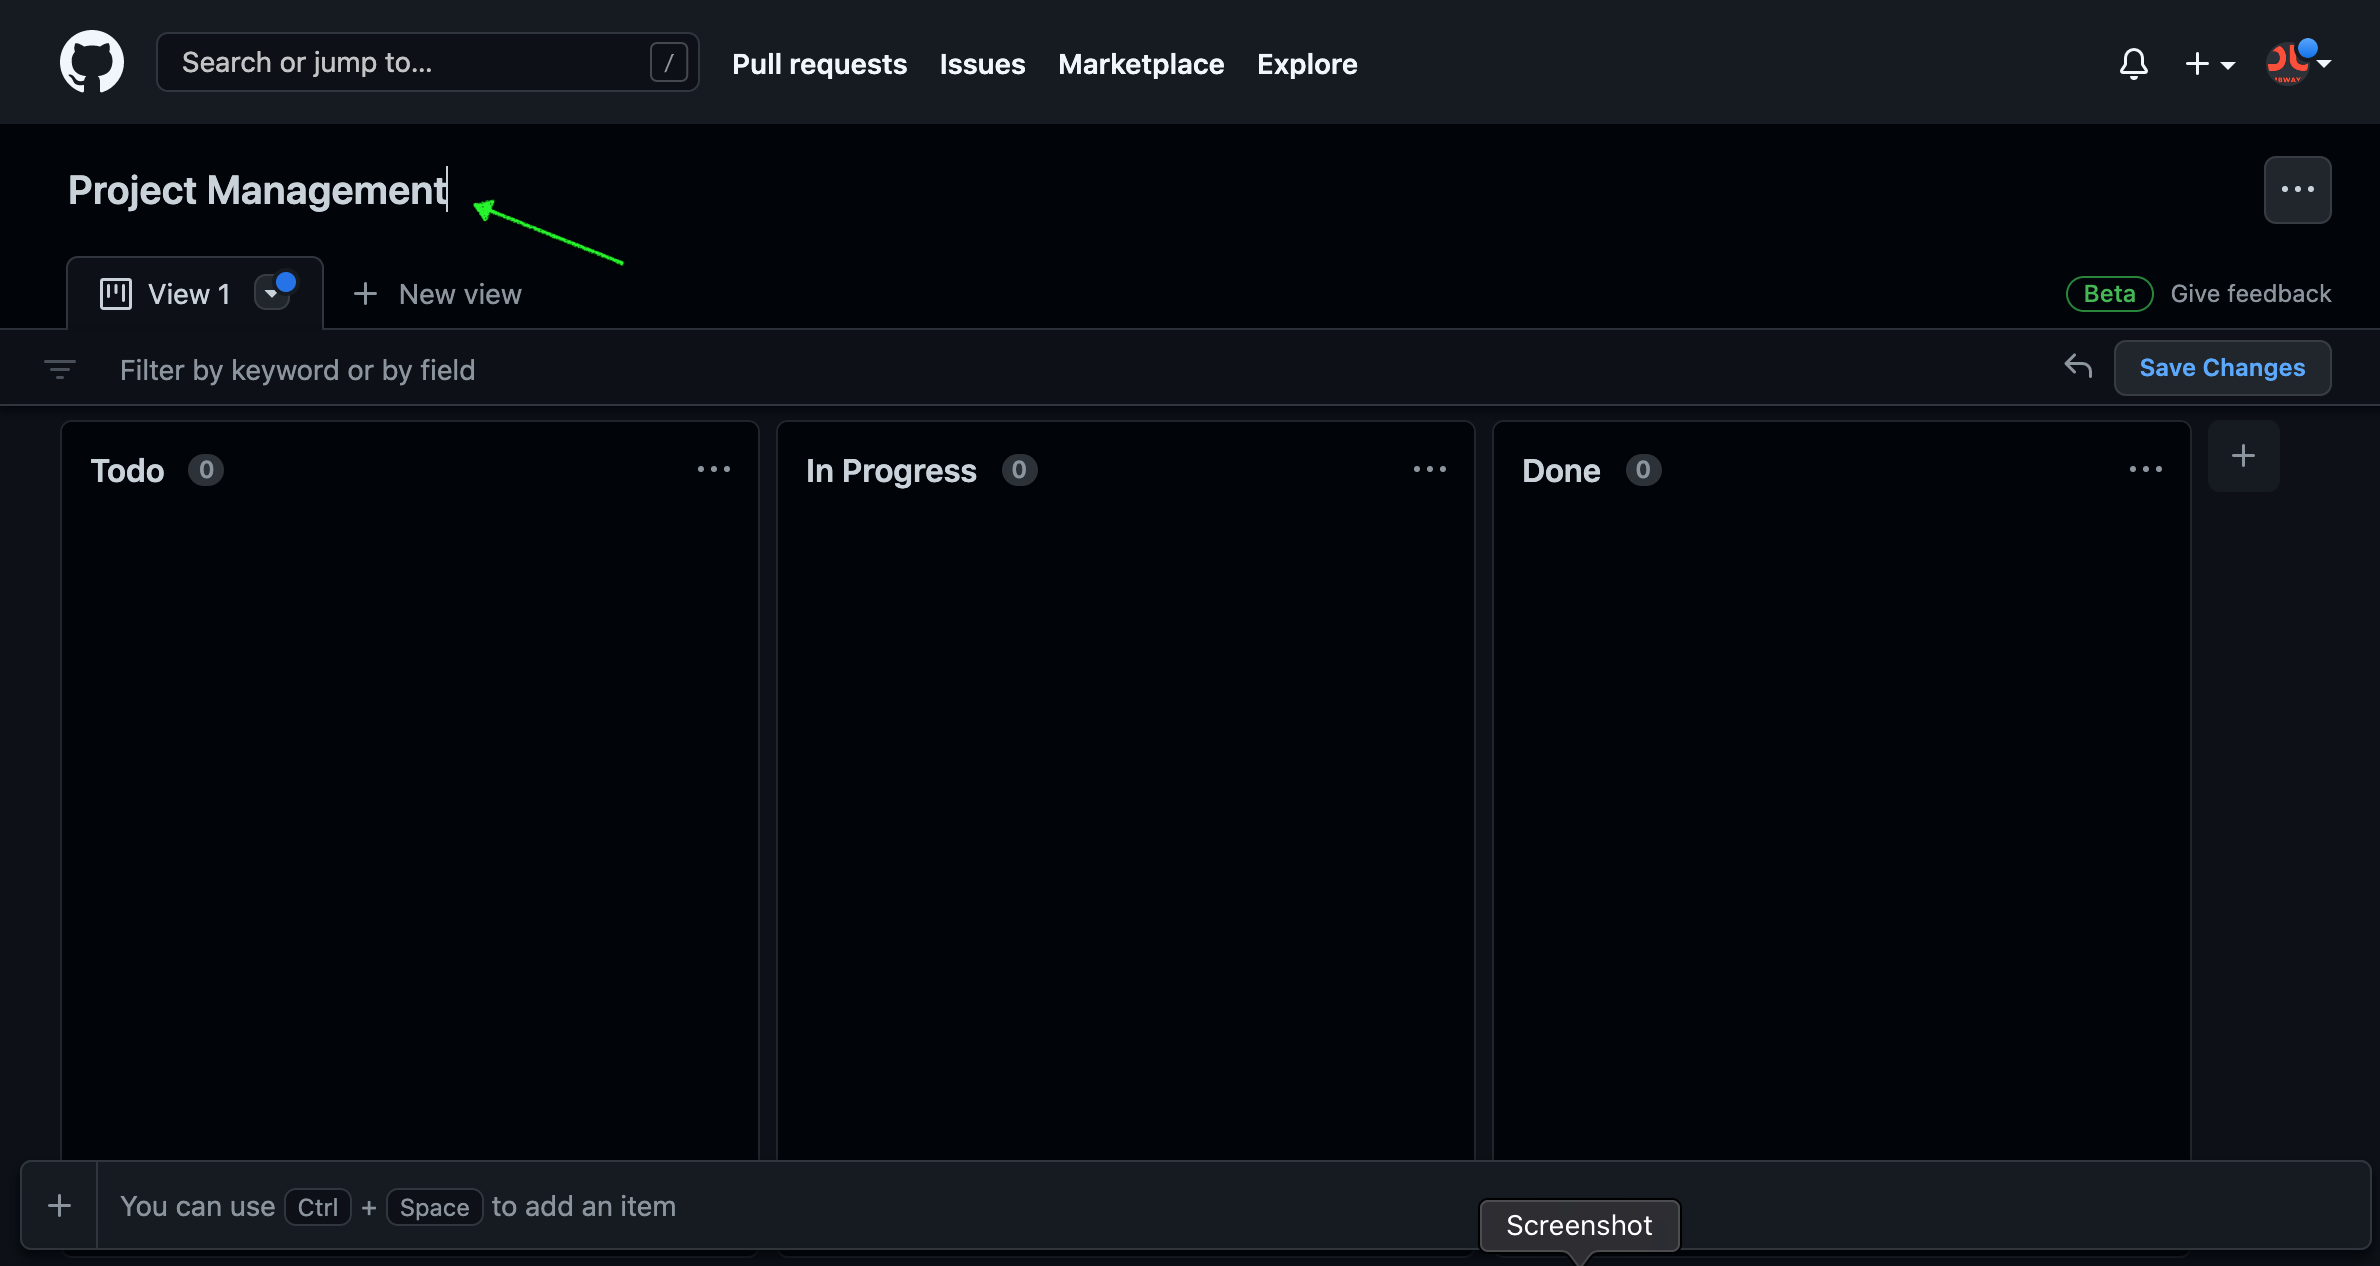 Search or jump to... /
Pull requests Issues Marketplace Explore
Project Management
View 1
New view
Beta Give feedback
Filter by keyword or by field
Save Changes
Todo 0
In Progress 0
Done 0
You can use Ctrl + Space to add an item
Screenshot